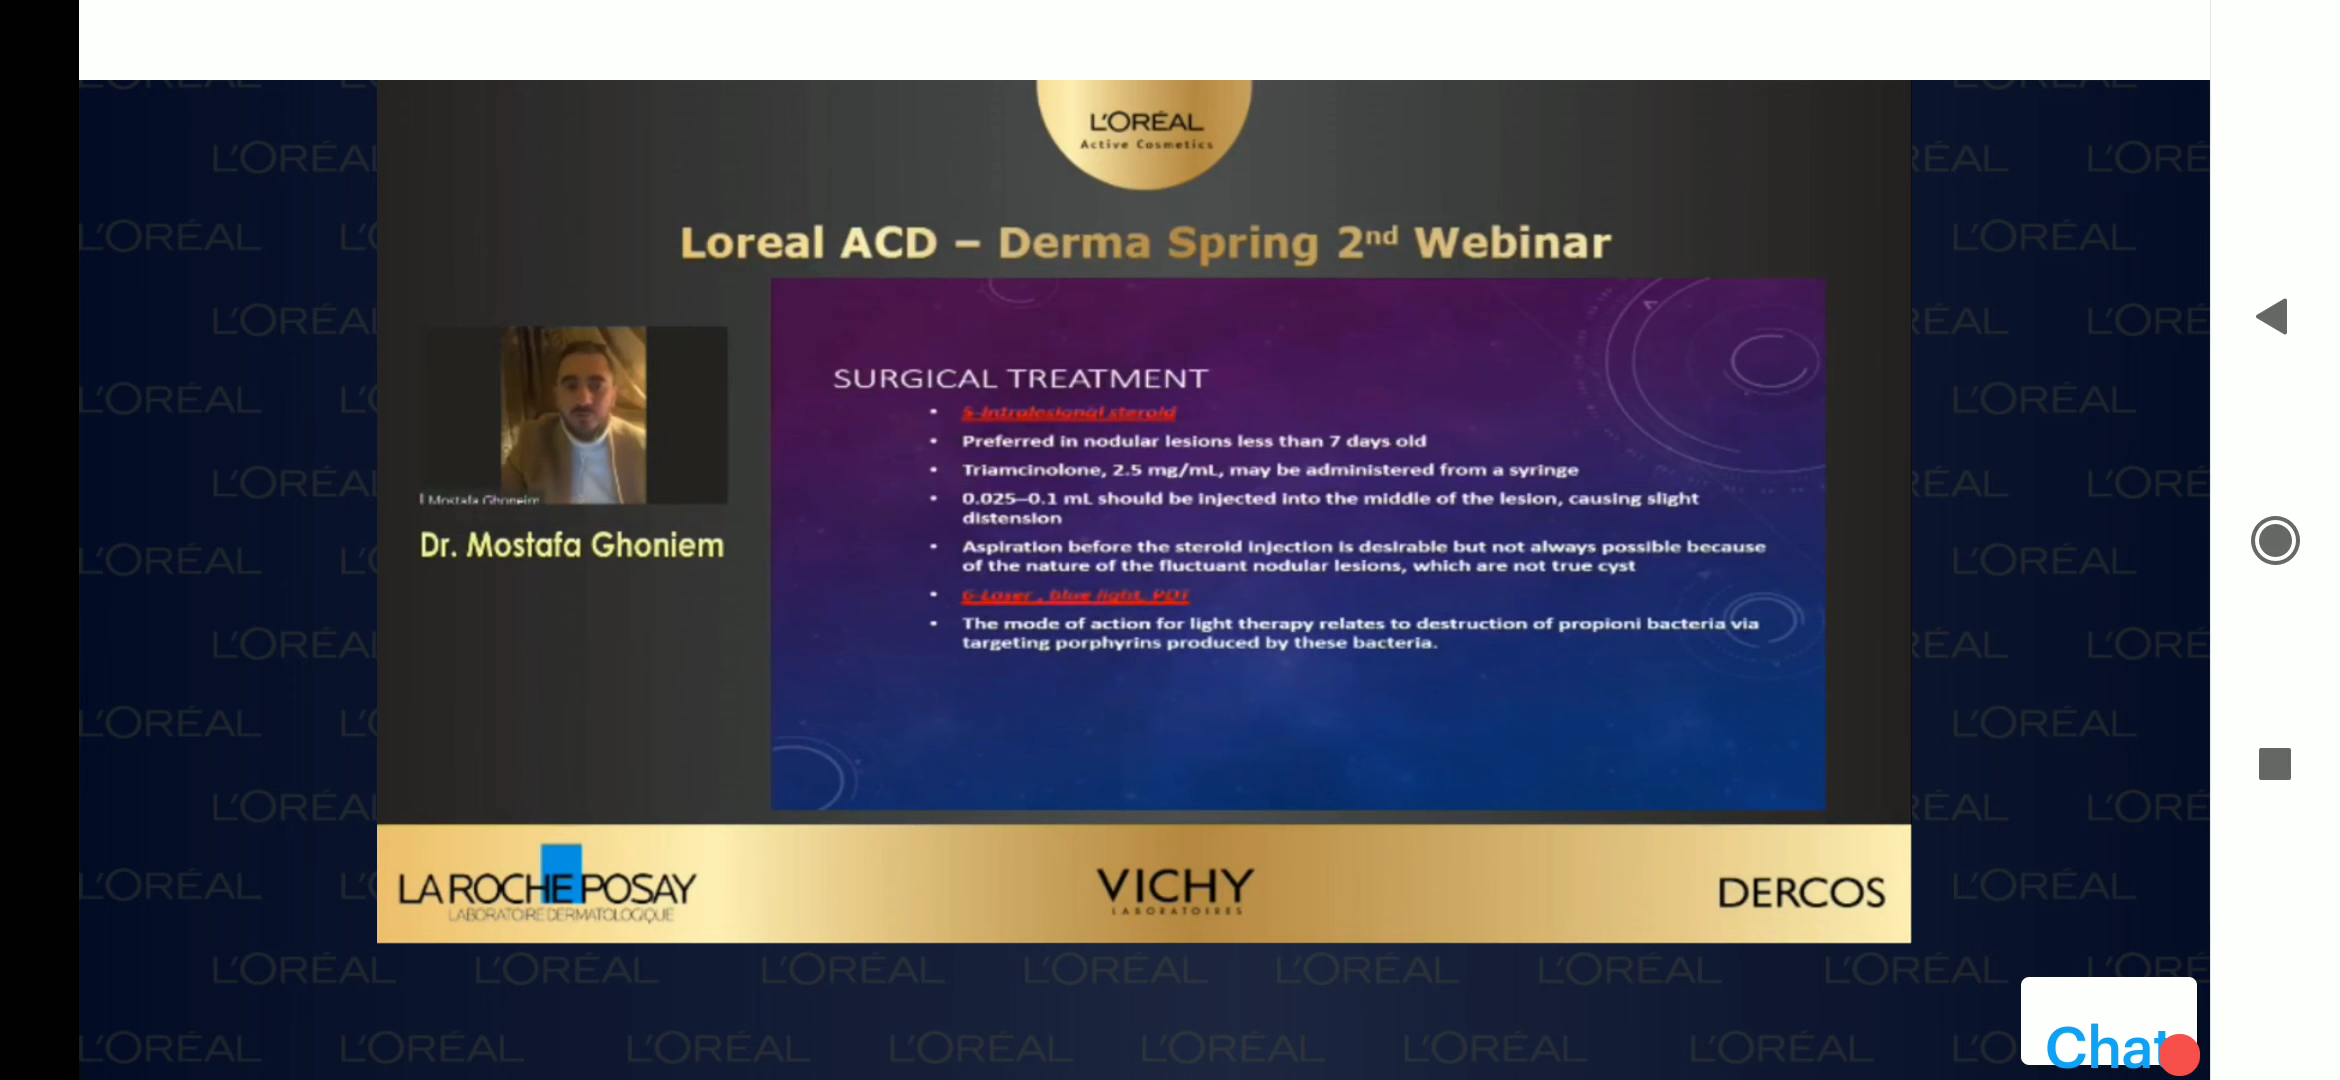 L'ORÉAL
Active Cosmetics
Loreal ACD – Derma Spring 2nd Webinar
SURGICAL TREATMENT
• 5-Intralesional steroid
• Preferred in nodular lesions less than 7 days old
• Triamcinolone, 2.5 mg/mL, may be administered from a syringe
• 0.025–0.1 mL should be injected into the middle of the lesion, causing slight
distension
• Aspiration before the steroid injection is desirable but not always possible because
of the nature of the fluctuant nodular lesions, which are not true cyst
• 6-Laser , blue light, PDT
• The mode of action for light therapy relates to destruction of propioni bacteria via
targeting porphyrins produced by these bacteria.
Mostafa Ghoneim
Dr. Mostafa Ghoniem
LA ROCHE POSAY
LABORATOIRE DERMATOLOGIQUE
VICHY
LABORATOIRES
DERCOS
L'ORÉAL
Chat